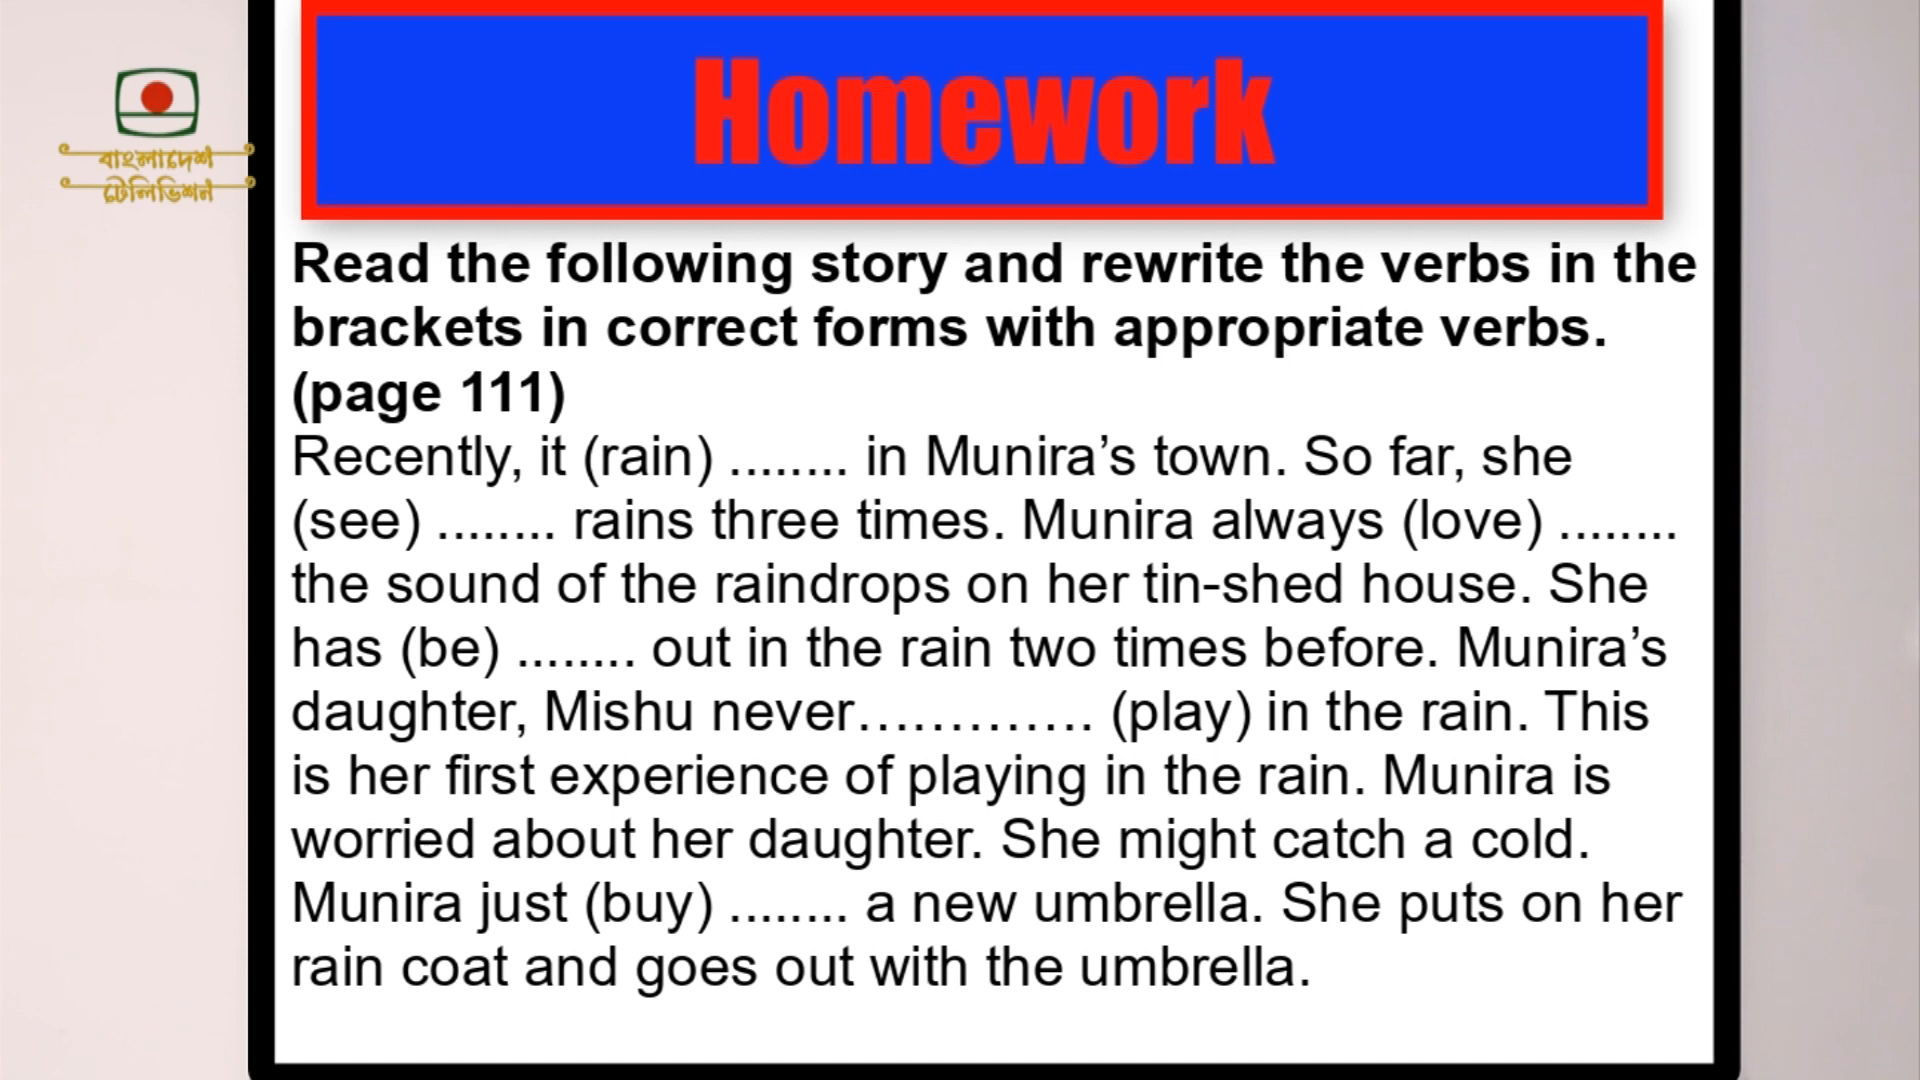 Homework
বাংলাদেশ
টেলিভিশন
Read the following story and rewrite the verbs in the
brackets in correct forms with appropriate verbs.
(page 111)
Recently, it (rain) ........ in Munira’s town. So far, she
(see) ........ rains three times. Munira always (love) ........
the sound of the raindrops on her tin-shed house. She
has (be) ........ out in the rain two times before. Munira’s
daughter, Mishu never…………. (play) in the rain. This
is her first experience of playing in the rain. Munira is
worried about her daughter. She might catch a cold.
Munira just (buy) ........ a new umbrella. She puts on her
rain coat and goes out with the umbrella.